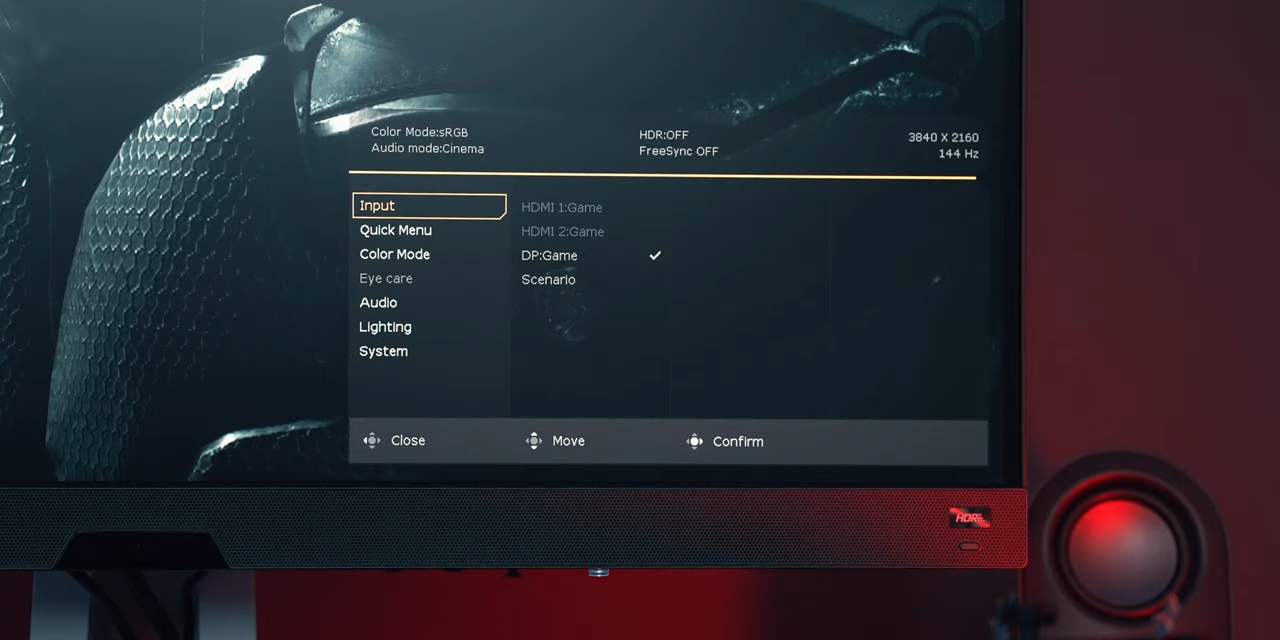 Color Mode:sRGB
Audio mode:Cinema
HDR:OFF
FreeSync OFF
3840 X 2160
144 Hz
Input
Quick Menu
Color Mode
Eye care
Audio
Lighting
System
HDMI 1:Game
HDMI 2:Game
DP:Game
Scenario
Close
Move
Confirm
HDRi